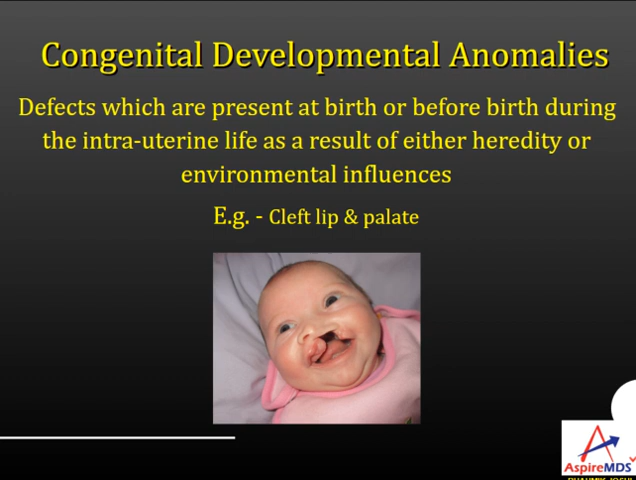 Congenital Developmental Anomalies
Defects which are present at birth or before birth during
the intra-uterine life as a result of either heredity or
environmental influences
E.g. - Cleft lip & palate
AspireMDS